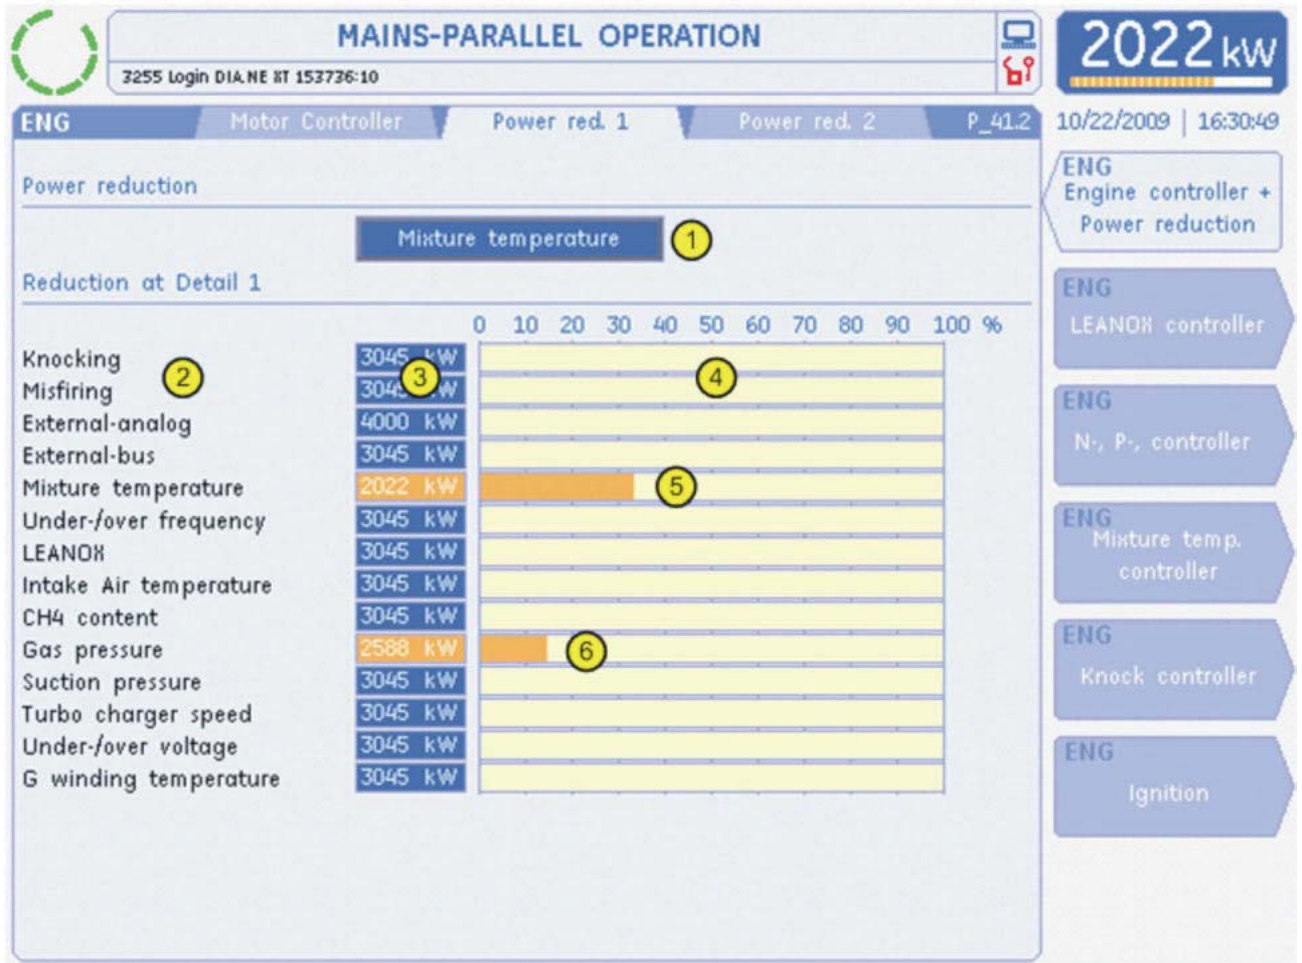 MAINS-PARALLEL OPERATION
3255 Login DIA.NE XT 153736:10
2022 kW
ENG Motor Controller Power red. 1 Power red. 2 P_41.2
10/22/2009 | 16:30:49
Power reduction
Mixture temperature 1
Reduction at Detail 1
0 10 20 30 40 50 60 70 80 90 100 %
Knocking 3045 kW
2 3 4
Misfiring 3045 kW
External-analog 4000 kW
External-bus 3045 kW
Mixture temperature 2022 kW 5
Under-/over frequency 3045 kW
LEANOX 3045 kW
Intake Air temperature 3045 kW
CH4 content 3045 kW
Gas pressure 2588 kW 6
Suction pressure 3045 kW
Turbo charger speed 3045 kW
Under-/over voltage 3045 kW
G winding temperature 3045 kW
ENG
Engine controller +
Power reduction
ENG
LEANOX controller
ENG
N-, P-, controller
ENG
Mixture temp.
controller
ENG
Knock controller
ENG
Ignition